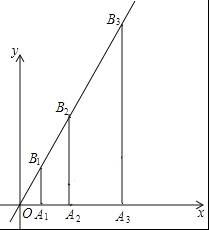 B₃
y
B₂
B₁
O A₁ A₂ A₃ x